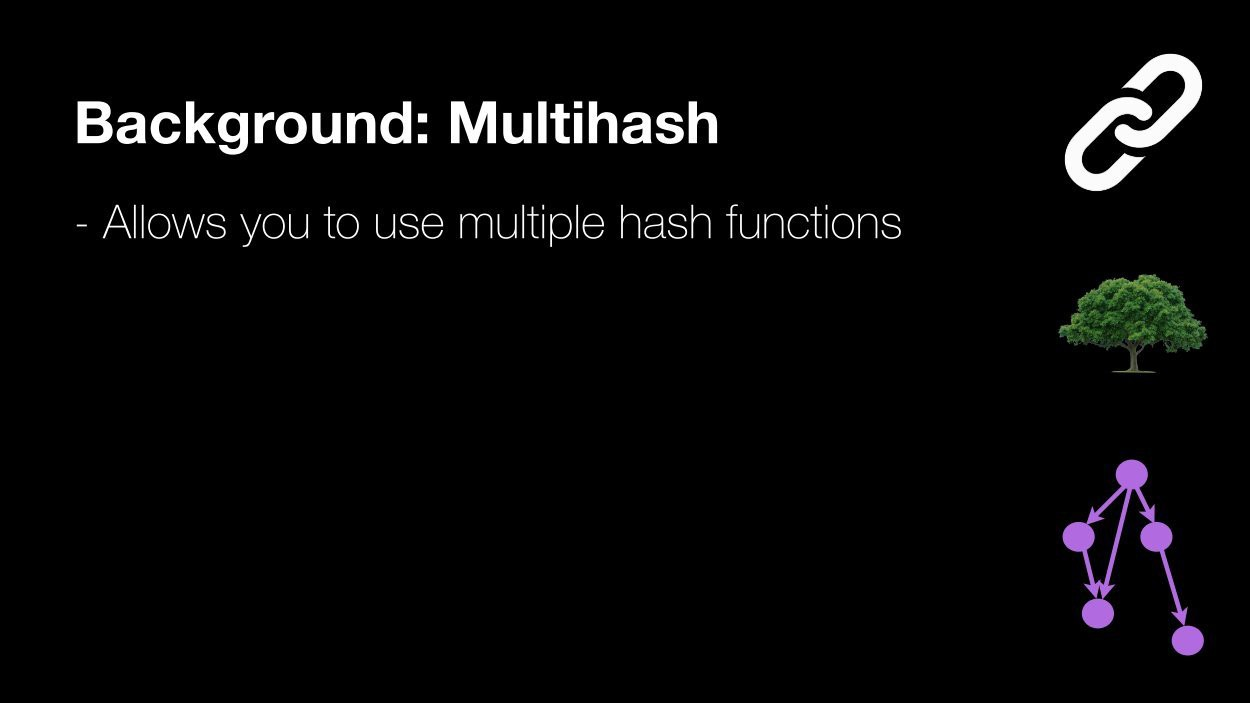 Background: Multihash
- Allows you to use multiple hash functions